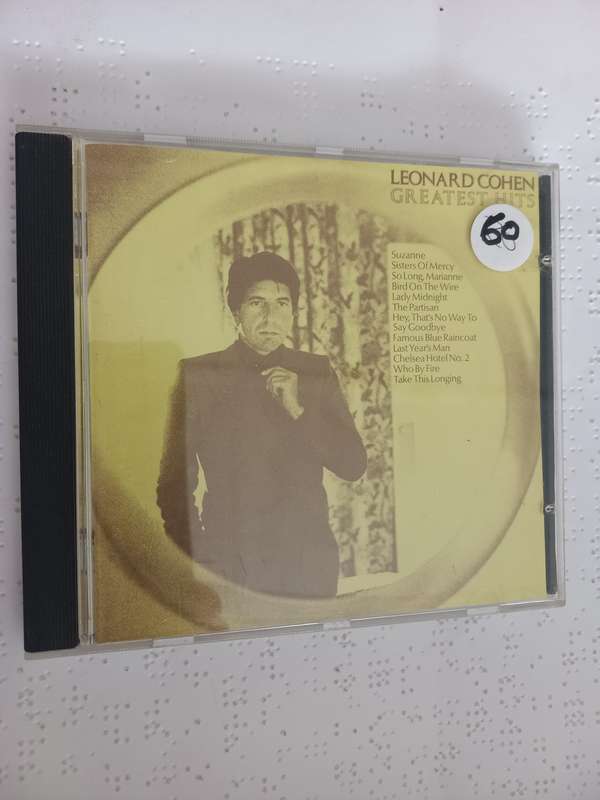 LEONARD COHEN
GREATEST HITS
60
Suzanne
Sisters Of Mercy
So Long, Marianne
Bird On The Wire
Lady Midnight
The Partisan
Hey, That's No Way To
Say Goodbye
Famous Blue Raincoat
Last Year's Man
Chelsea Hotel No. 2
Who By Fire
Take This Longing